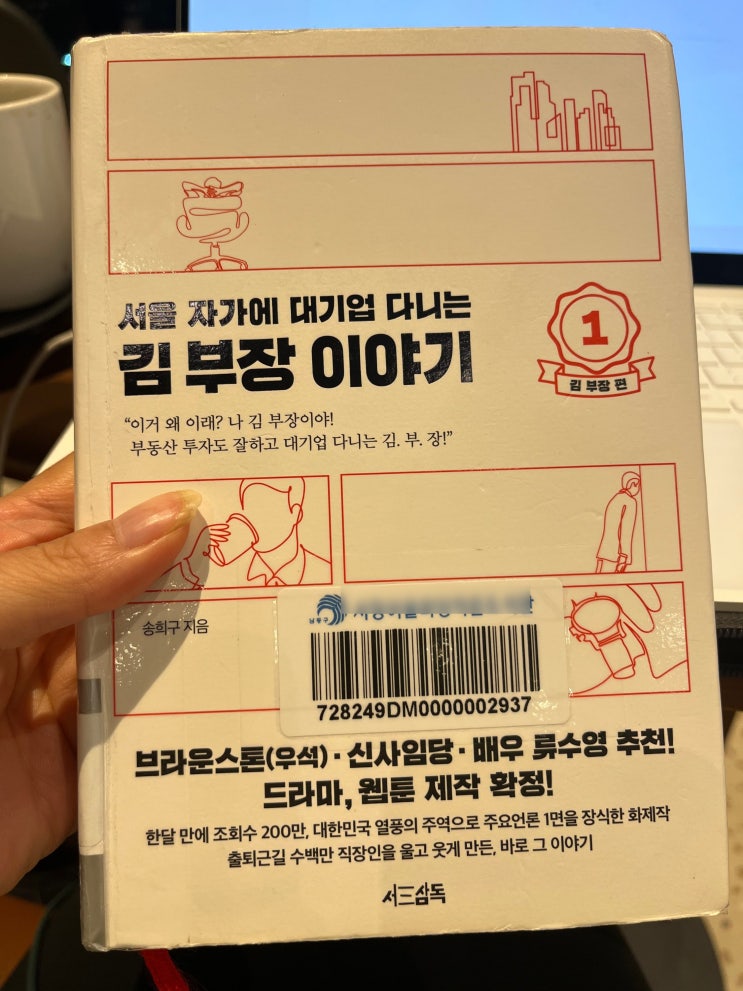 서울 자가에 대기업 다니는
김 부장 이야기
1
김 부장 편
“이거 왜 이래? 나 김 부장이야!
부동산 투자도 잘하고 대기업 다니는 김. 부. 장!”
송희구 지음
남동구
728249DM0000002937
브라운스톤(우석)·신사임당·배우 류수영 추천!
드라마, 웹툰 제작 확정!
한달 만에 조회수 200만, 대한민국 열풍의 주역으로 주요언론 1면을 장식한 화제작
출퇴근길 수백만 직장인을 울고 웃게 만든, 바로 그 이야기
서삼독